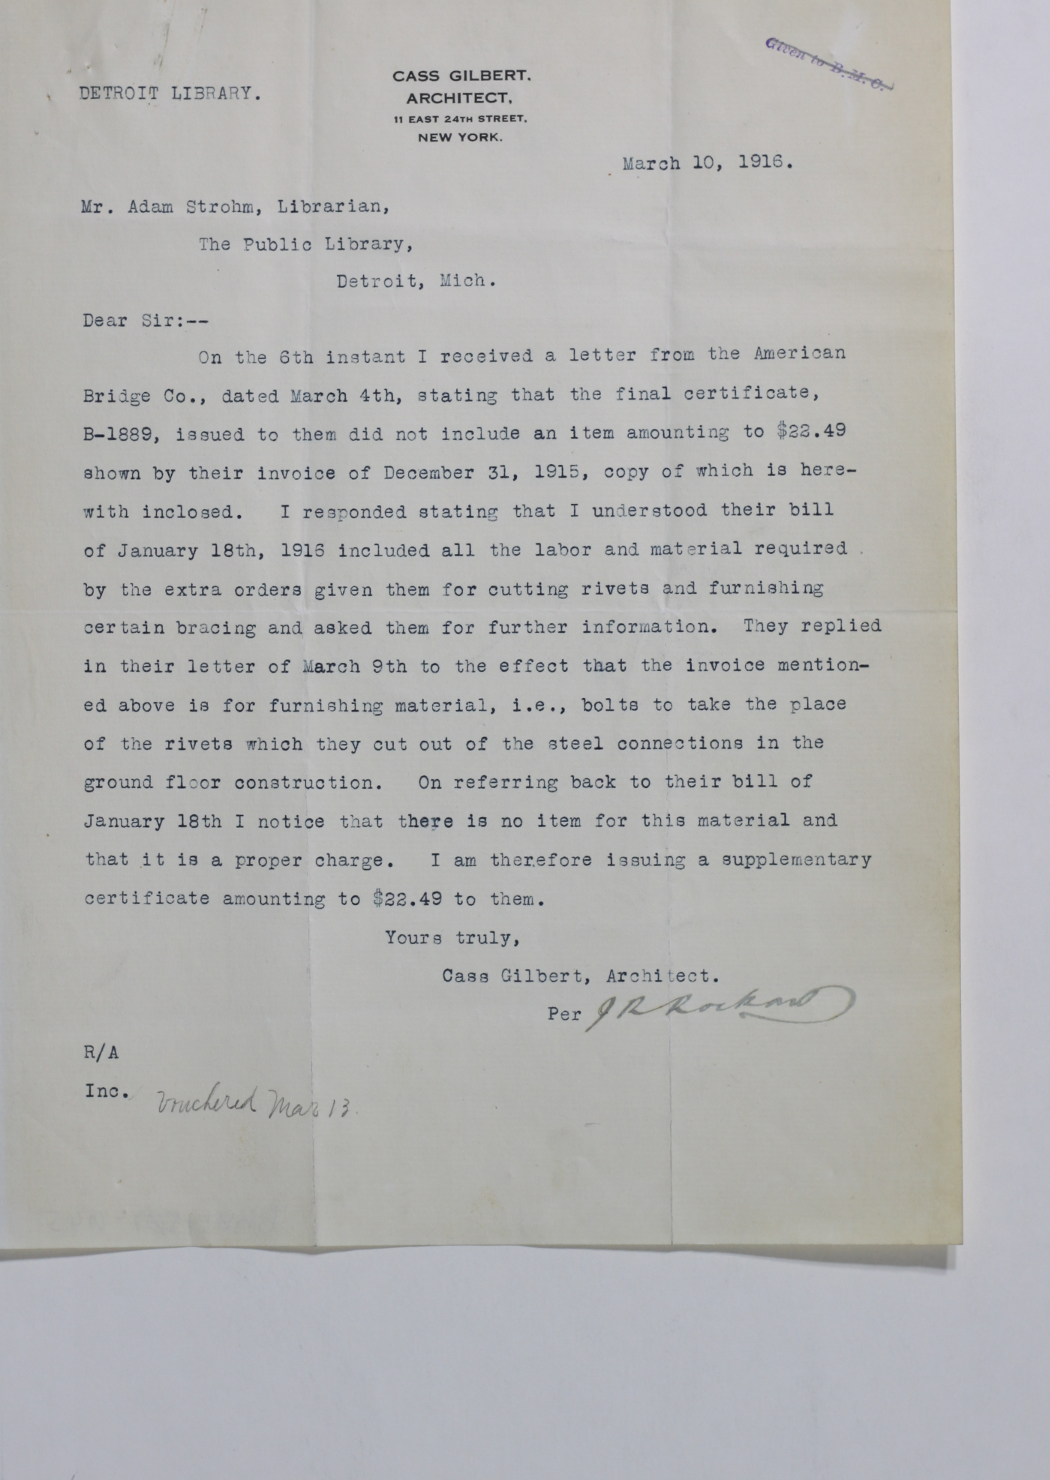 Given to B.M.C.
DETROIT LIBRARY.
CASS GILBERT,
ARCHITECT,
11 EAST 24TH STREET,
NEW YORK.
March 10, 1916.
Mr. Adam Strohm, Librarian,
The Public Library,
Detroit, Mich.
Dear Sir:--
On the 6th instant I received a letter from the American
Bridge Co., dated March 4th, stating that the final certificate,
B-1889, issued to them did not include an item amounting to $22.49
shown by their invoice of December 31, 1915, copy of which is here-
with inclosed. I responded stating that I understood their bill
of January 18th, 1916 included all the labor and material required
by the extra orders given them for cutting rivets and furnishing
certain bracing and asked them for further information. They replied
in their letter of March 9th to the effect that the invoice mention-
ed above is for furnishing material, i.e., bolts to take the place
of the rivets which they cut out of the steel connections in the
ground floor construction. On referring back to their bill of
January 18th I notice that there is no item for this material and
that it is a proper charge. I am therefore issuing a supplementary
certificate amounting to $22.49 to them.
Yours truly,
Cass Gilbert, Architect.
Per J R Rockart
R/A
Inc.
Vouchered Mar 13.